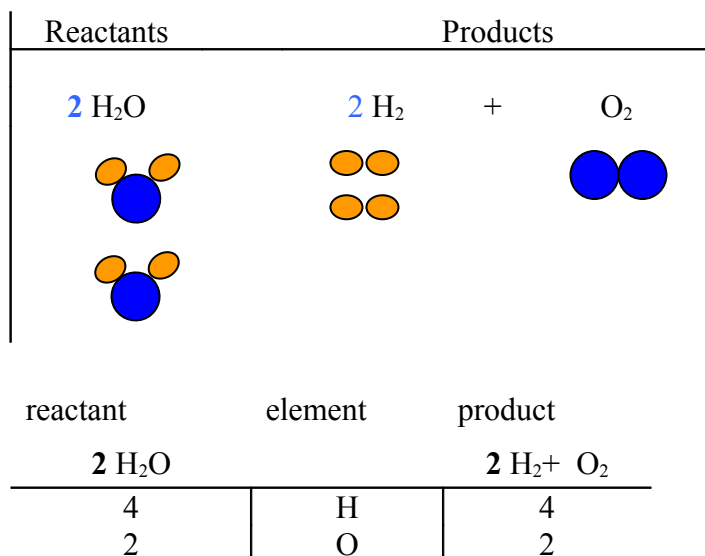 Reactants Products
2 H₂O 2 H₂ + O₂
reactant element product
2 H₂O 2 H₂+ O₂
4 H 4
2 O 2